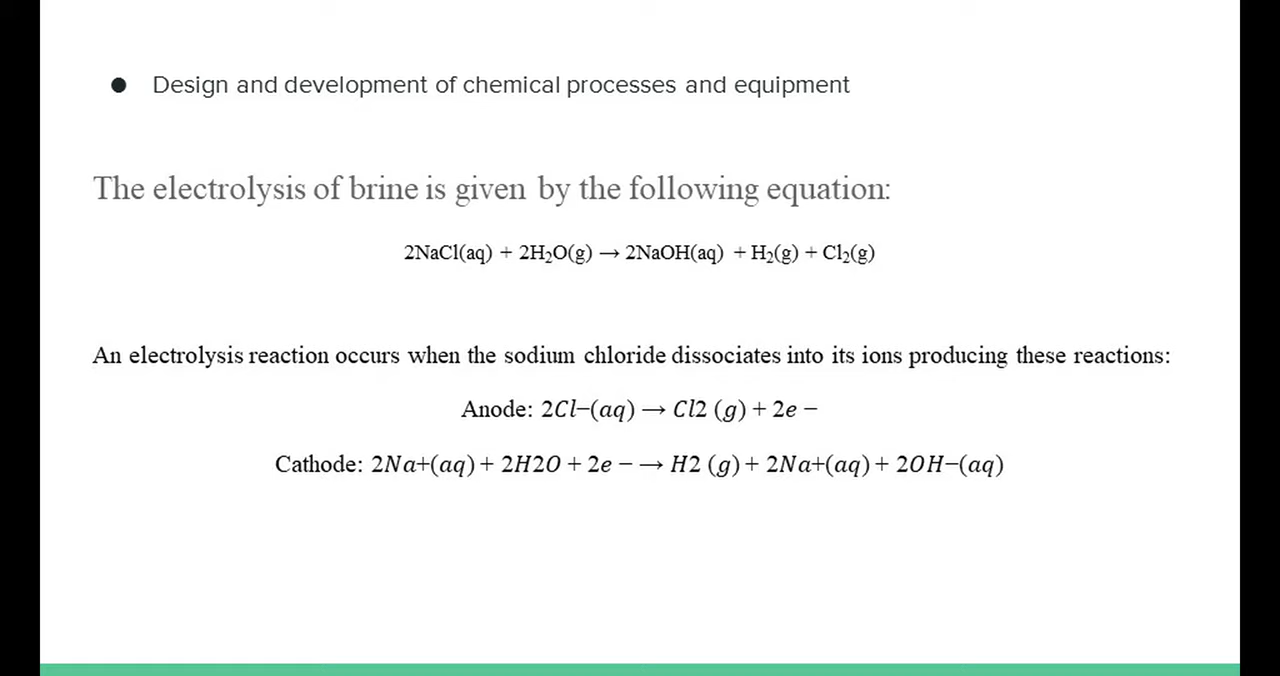 ● Design and development of chemical processes and equipment
The electrolysis of brine is given by the following equation:
2NaCl(aq) + 2H₂O(g) → 2NaOH(aq) + H₂(g) + Cl₂(g)
An electrolysis reaction occurs when the sodium chloride dissociates into its ions producing these reactions:
Anode: 2Cl−(aq) → Cl2 (g) + 2e −
Cathode: 2Na+(aq) + 2H2O + 2e − → H2 (g) + 2Na+(aq) + 2OH−(aq)